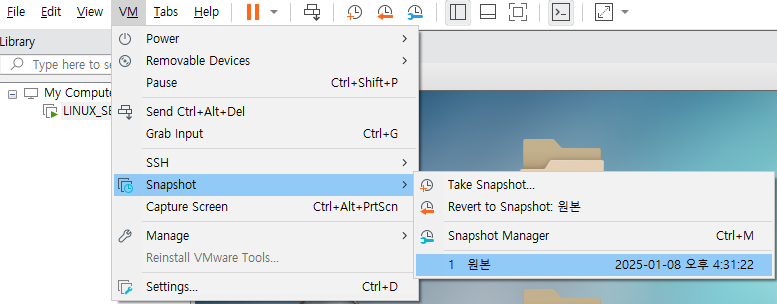 File Edit View VM Tabs Help
Library
Type here to se
My Compute
LINUX_SE
Power
Removable Devices
Pause Ctrl+Shift+P
Send Ctrl+Alt+Del
Grab Input Ctrl+G
SSH
Snapshot
Capture Screen Ctrl+Alt+PrtScn
Manage
Reinstall VMware Tools...
Settings... Ctrl+D
Take Snapshot...
Revert to Snapshot: 원본
Snapshot Manager Ctrl+M
1 원본 2025-01-08 오후 4:31:22